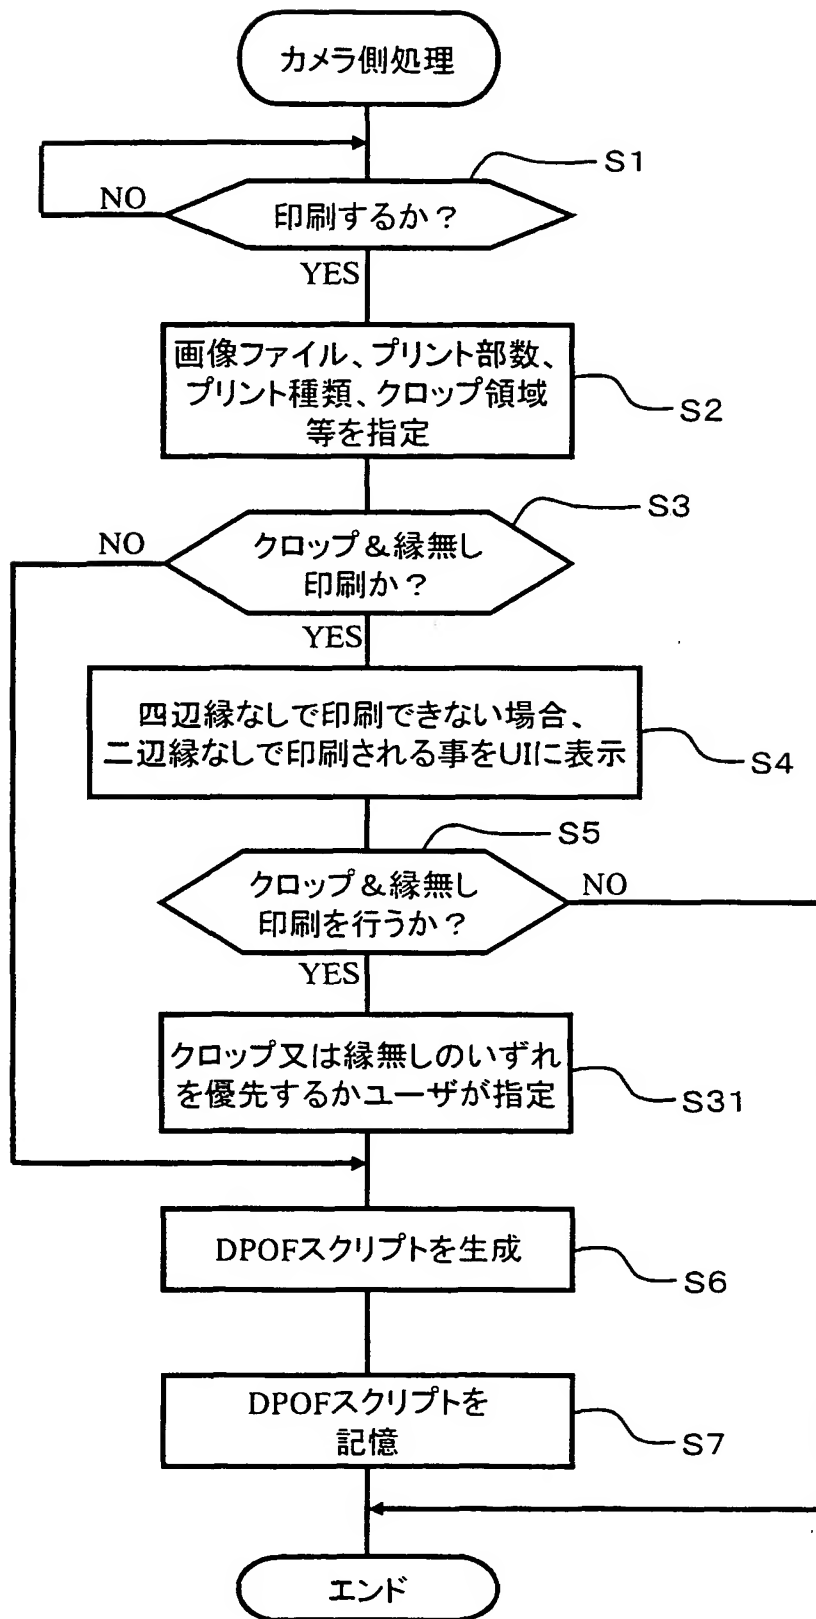 カメラ側処理
S1
NO
印刷するか？
YES
画像ファイル、プリント部数、
プリント種類、クロップ領域
等を指定
S2
S3
NO
クロップ＆縁無し
印刷か？
YES
四辺縁なしで印刷できない場合、
二辺縁なしで印刷される事をUIに表示
S4
S5
クロップ＆縁無し
印刷を行うか？
NO
YES
クロップ又は縁無しのいずれ
を優先するかユーザが指定
S31
DPOFスクリプトを生成
S6
DPOFスクリプトを
記憶
S7
エンド